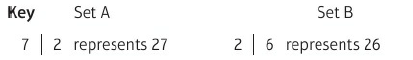 Key Set A Set B
7 | 2 represents 27 2 | 6 represents 26